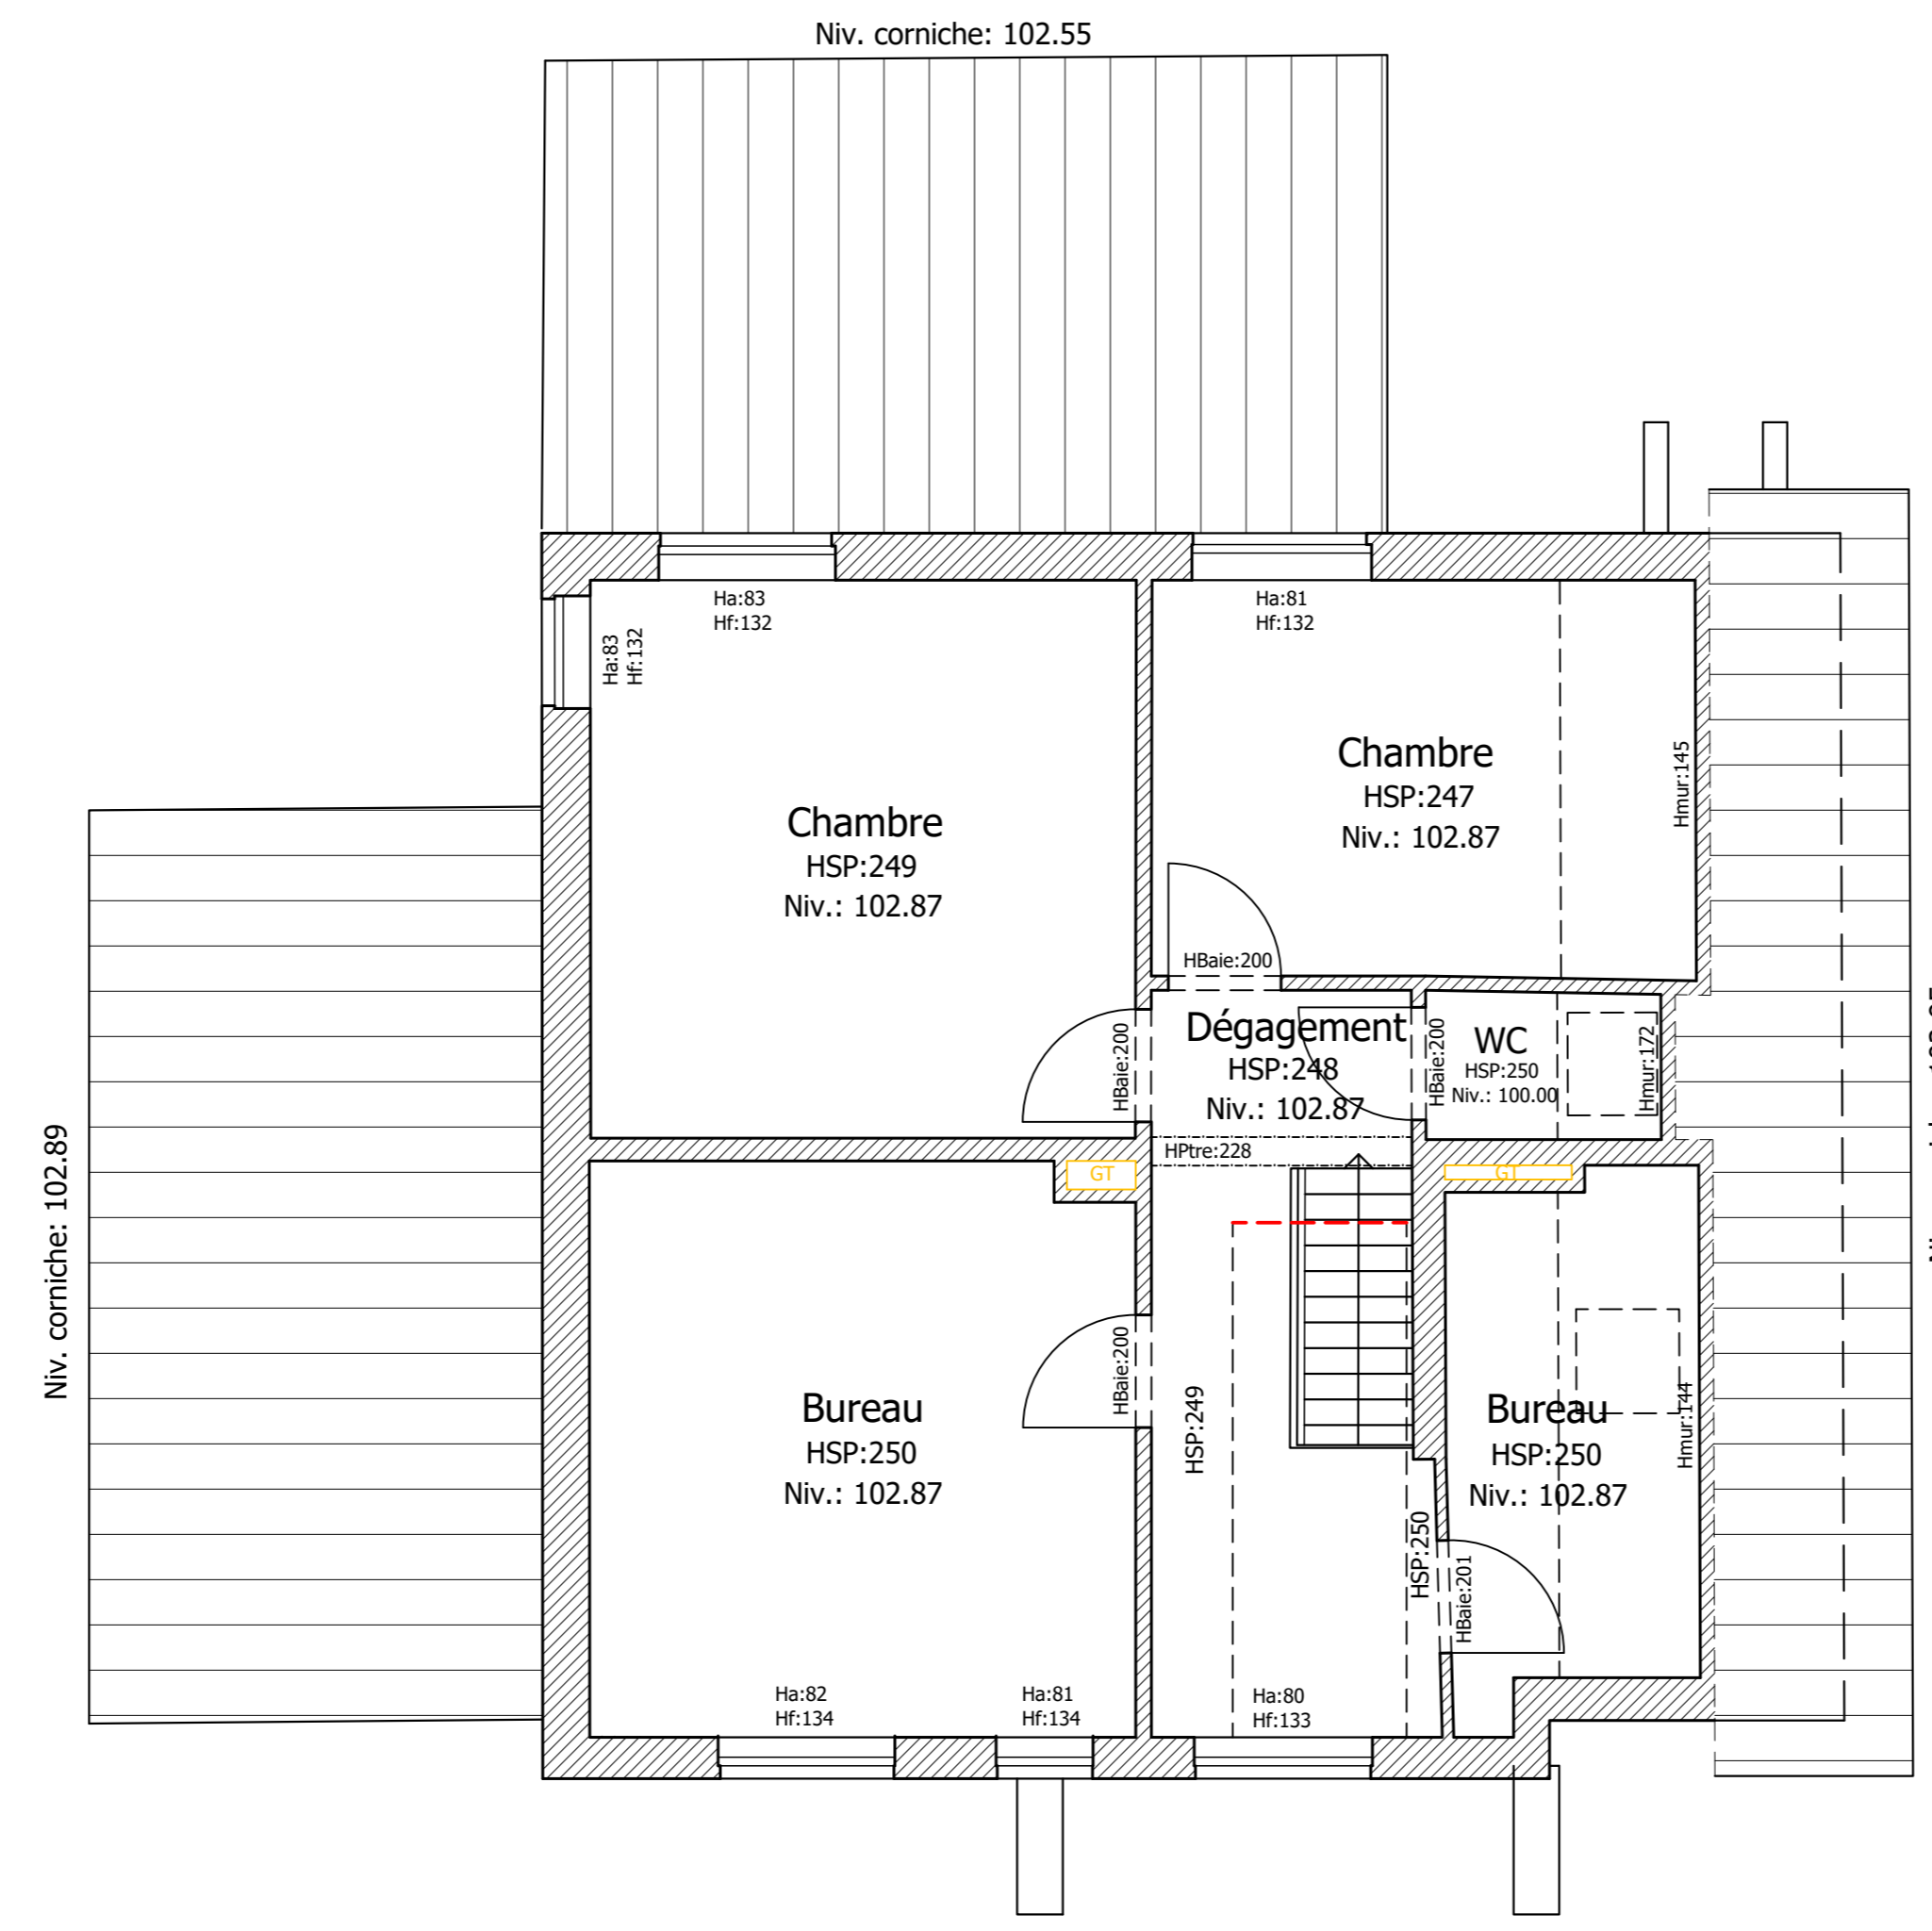 Niv. corniche: 102.55
Ha:83
Hf:132
Ha:81
Hf:132
Ha:83
Hf:132
Chambre
HSP:247
Niv.: 102.87
Hmur:145
Chambre
HSP:249
Niv.: 102.87
HBaie:200
HBaie:200
Dégagement
HSP:248
Niv.: 102.87
HBaie:200
WC
HSP:250
Niv.: 100.00
Hmur:172
HPtre:228
GT
GT
Niv. corniche: 102.89
HBaie:200
HSP:249
Bureau
HSP:250
Niv.: 102.87
Bureau
HSP:250
Niv.: 102.87
Hmur:144
HSP:250
HBaie:201
Ha:82
Hf:134
Ha:81
Hf:134
Ha:80
Hf:133